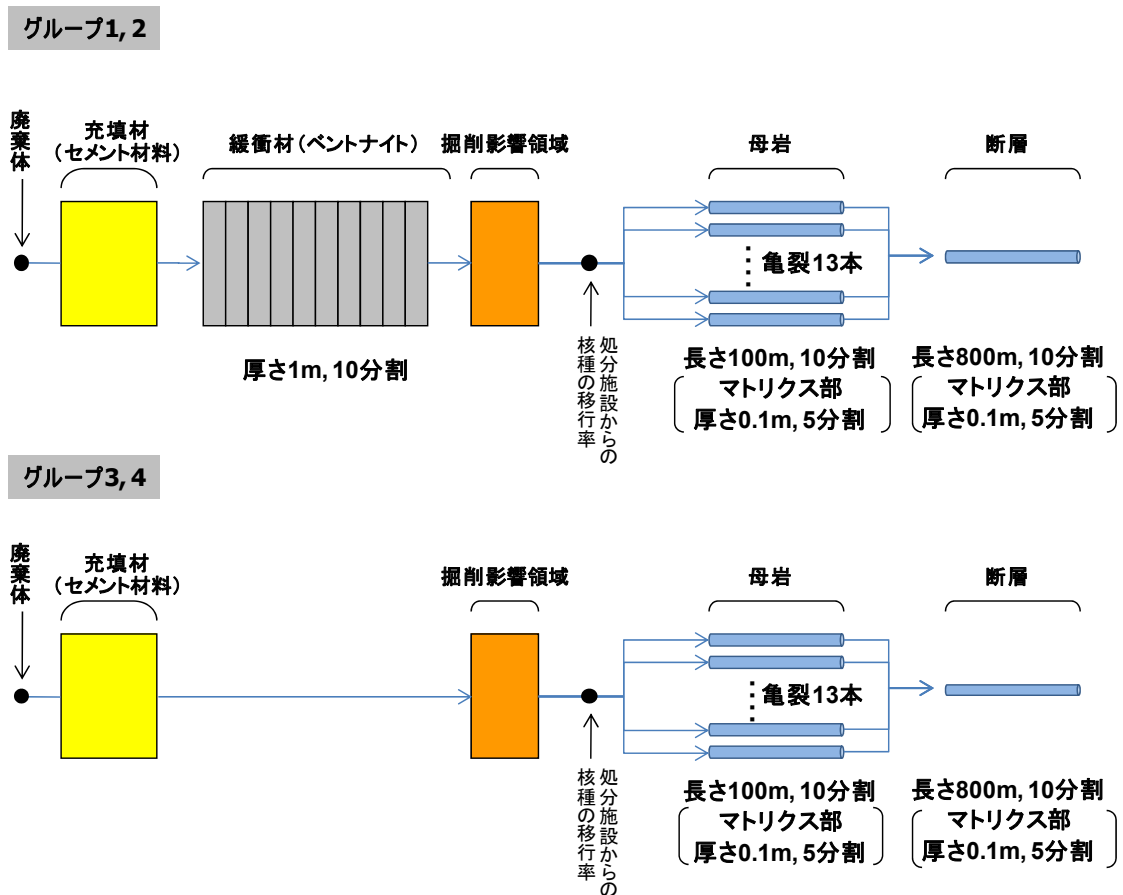 グループ1, 2
廃棄体
充填材
(セメント材料)
緩衝材(ベントナイト)
掘削影響領域
母岩
断層
亀裂13本
厚さ1m, 10分割
処分施設からの
核種の移行率
長さ100m, 10分割
マトリクス部
厚さ0.1m, 5分割
長さ800m, 10分割
マトリクス部
厚さ0.1m, 5分割
グループ3, 4
廃棄体
充填材
(セメント材料)
掘削影響領域
母岩
断層
亀裂13本
処分施設からの
核種の移行率
長さ100m, 10分割
マトリクス部
厚さ0.1m, 5分割
長さ800m, 10分割
マトリクス部
厚さ0.1m, 5分割